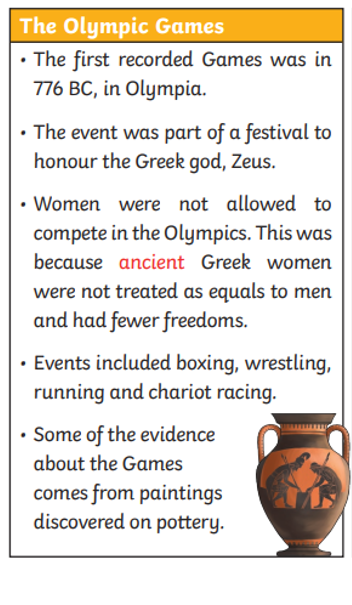 The Olympic Games
• The first recorded Games was in
776 BC, in Olympia.
• The event was part of a festival to
honour the Greek god, Zeus.
• Women were not allowed to
compete in the Olympics. This was
because ancient Greek women
were not treated as equals to men
and had fewer freedoms.
• Events included boxing, wrestling,
running and chariot racing.
• Some of the evidence
about the Games
comes from paintings
discovered on pottery.